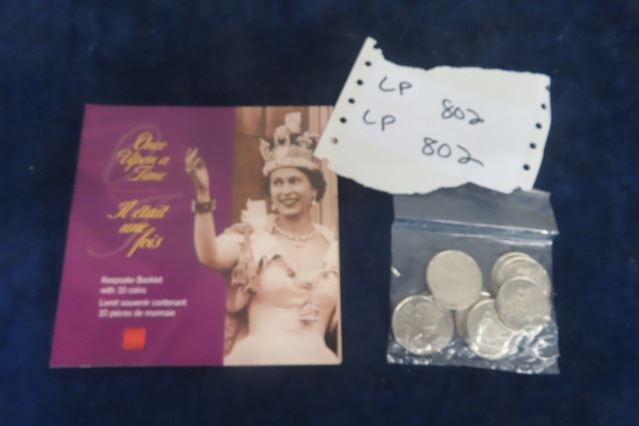 Once
Upon a
Time
Il était
une
fois
Keepsake Booklet
with 10 coins
Livret souvenir contenant
10 pièces de monnaie
LP 802
LP 802